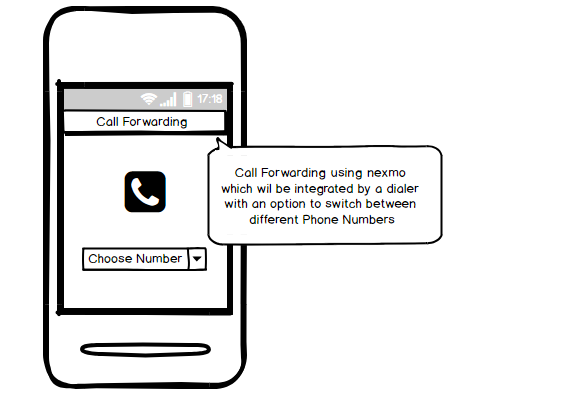 17:18
Call Forwarding
Call Forwarding using nexmo
which wil be integrated by a dialer
with an option to switch between
different Phone Numbers
Choose Number